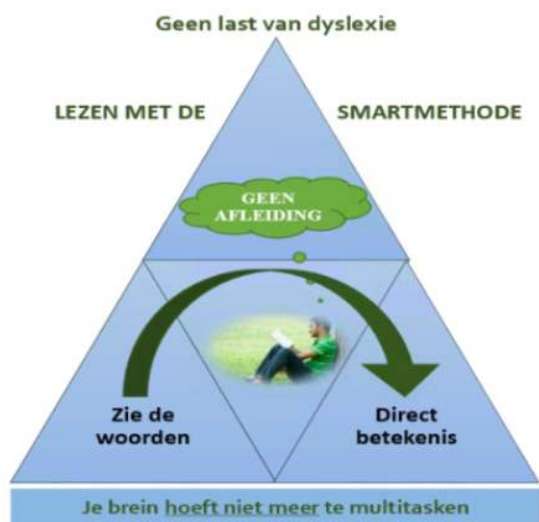 Geen last van dyslexie
LEZEN MET DE SMARTMETHODE
GEEN
AFLEIDING
Zie de
woorden
Direct
betekenis
Je brein hoeft niet meer te multitasken